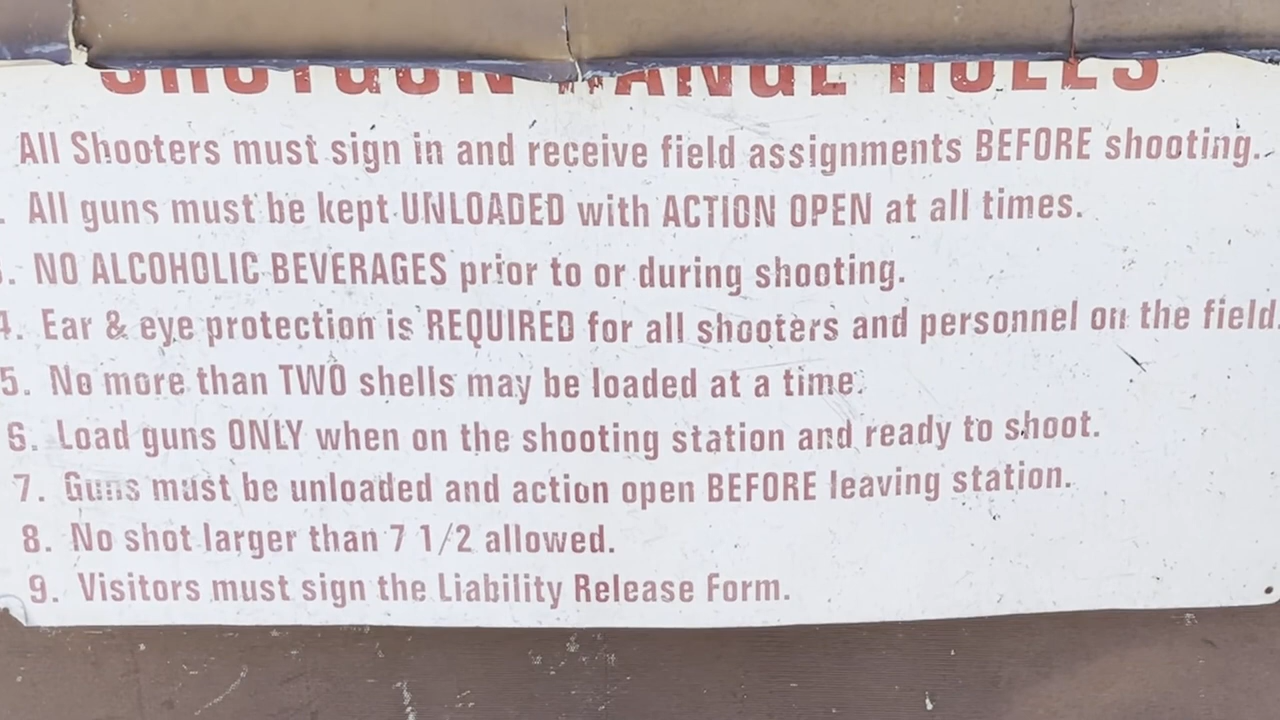 SHOTGUN RANGE RULES
All Shooters must sign in and receive field assignments BEFORE shooting.
. All guns must be kept UNLOADED with ACTION OPEN at all times.
3. NO ALCOHOLIC BEVERAGES prior to or during shooting.
4. Ear & eye protection is REQUIRED for all shooters and personnel on the field.
5. No more than TWO shells may be loaded at a time.
6. Load guns ONLY when on the shooting station and ready to shoot.
7. Guns must be unloaded and action open BEFORE leaving station.
8. No shot larger than 7 1/2 allowed.
9. Visitors must sign the Liability Release Form.